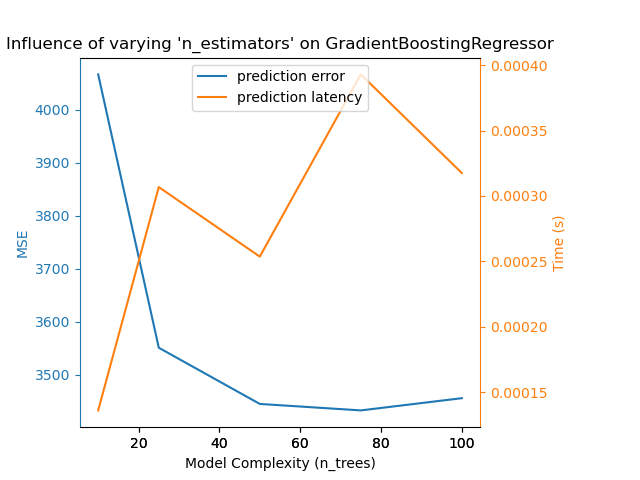 Influence of varying 'n_estimators' on GradientBoostingRegressor
prediction error
prediction latency
4000
3900
3800
3700
3600
3500
MSE
0.00040
0.00035
0.00030
0.00025
0.00020
0.00015
Time (s)
20 40 60 80 100
Model Complexity (n_trees)